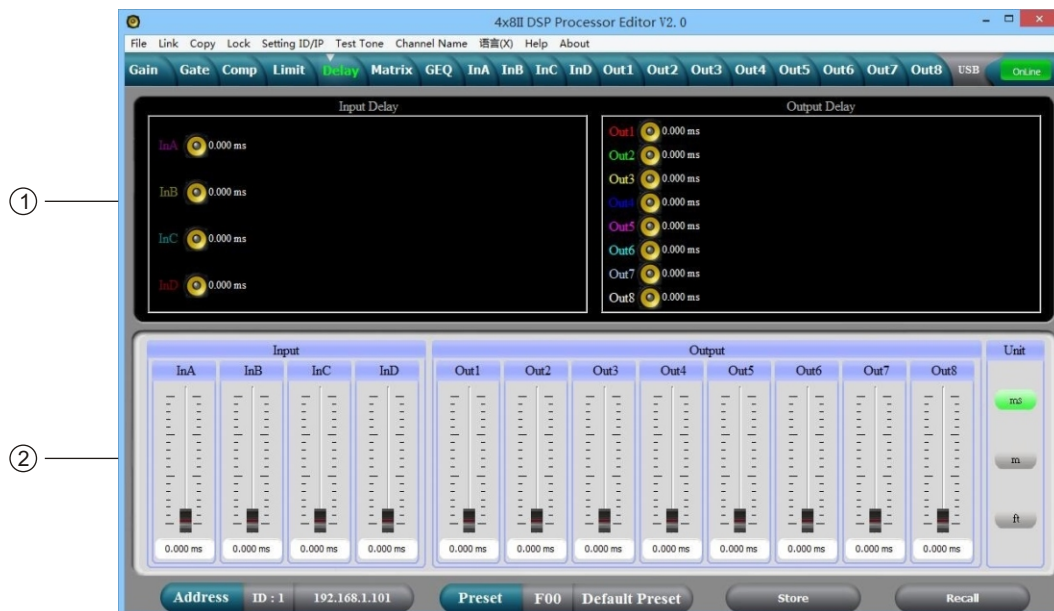 4x8II DSP Processor Editor V2.0
File Link Copy Lock Setting ID/IP Test Tone Channel Name 语言(X) Help About
Gain Gate Comp Limit Delay Matrix GEQ InA InB InC InD Out1 Out2 Out3 Out4 Out5 Out6 Out7 Out8 USB OnLine
Input Delay
InA 0.000 ms
InB 0.000 ms
InC 0.000 ms
InD 0.000 ms
Output Delay
Out1 0.000 ms
Out2 0.000 ms
Out3 0.000 ms
Out4 0.000 ms
Out5 0.000 ms
Out6 0.000 ms
Out7 0.000 ms
Out8 0.000 ms
1
2
Input Output Unit
InA InB InC InD Out1 Out2 Out3 Out4 Out5 Out6 Out7 Out8
ms
m
ft
0.000 ms 0.000 ms 0.000 ms 0.000 ms 0.000 ms 0.000 ms 0.000 ms 0.000 ms 0.000 ms 0.000 ms 0.000 ms 0.000 ms
Address ID : 1 192.168.1.101 Preset F00 Default Preset Store Recall